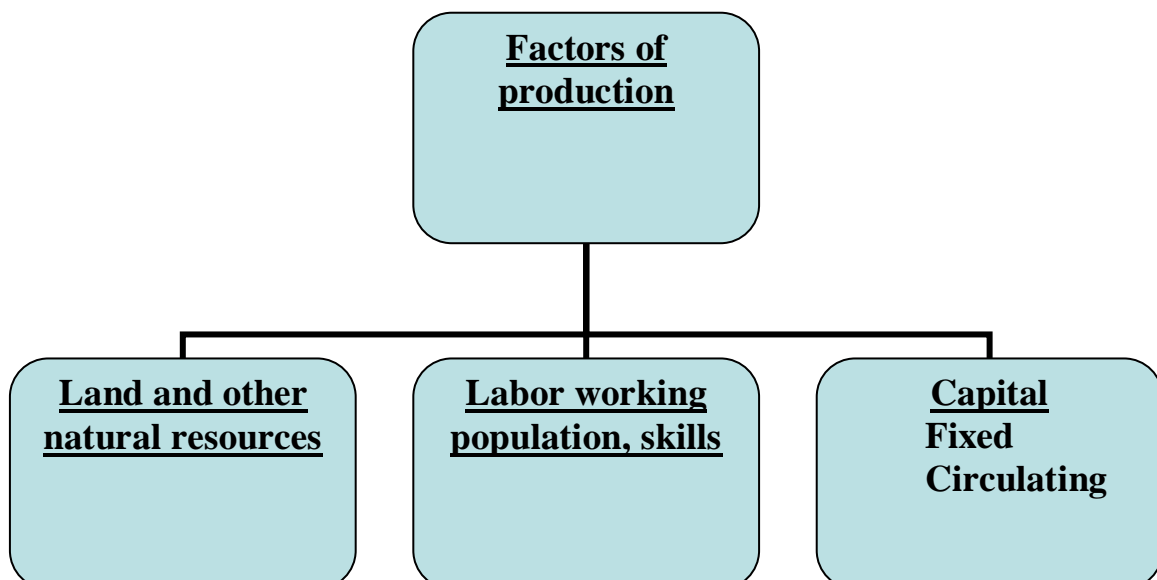 Factors of
production
Land and other
natural resources
Labor working
population, skills
Capital
Fixed
Circulating